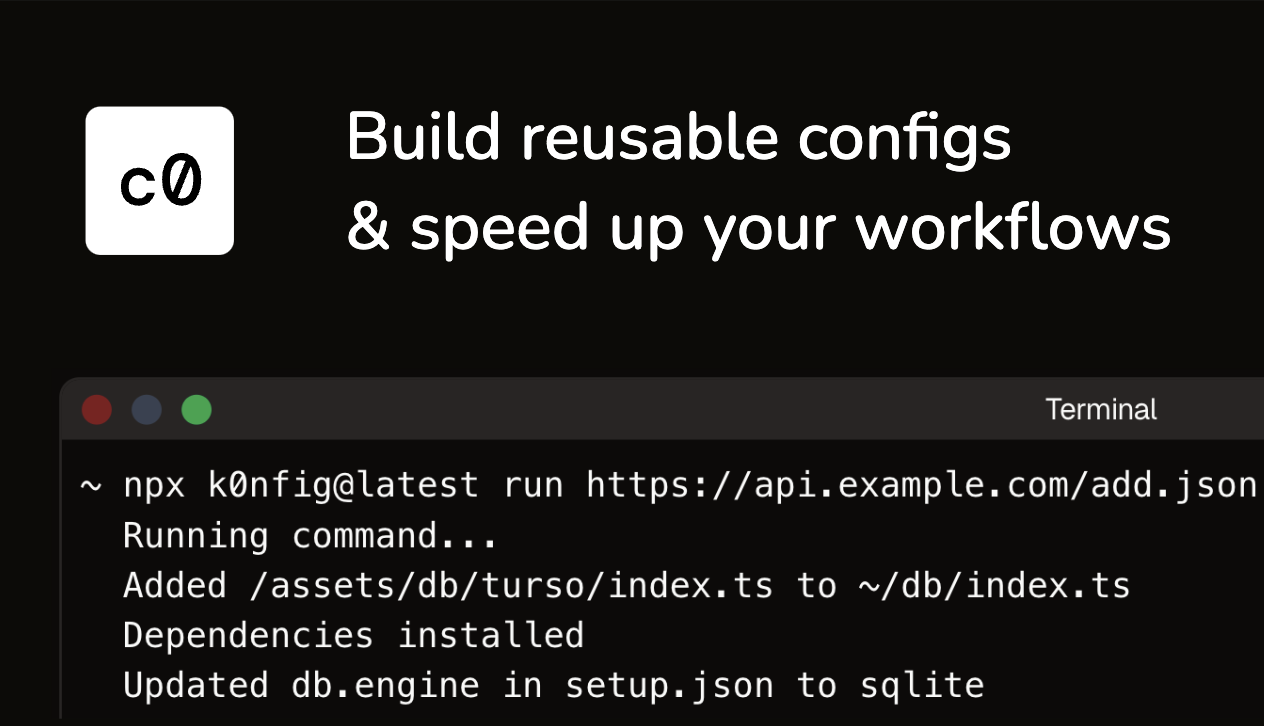 c0
Build reusable configs
& speed up your workflows
Terminal
~ npx k0nfig@latest run https://api.example.com/add.json
Running command...
Added /assets/db/turso/index.ts to ~/db/index.ts
Dependencies installed
Updated db.engine in setup.json to sqlite